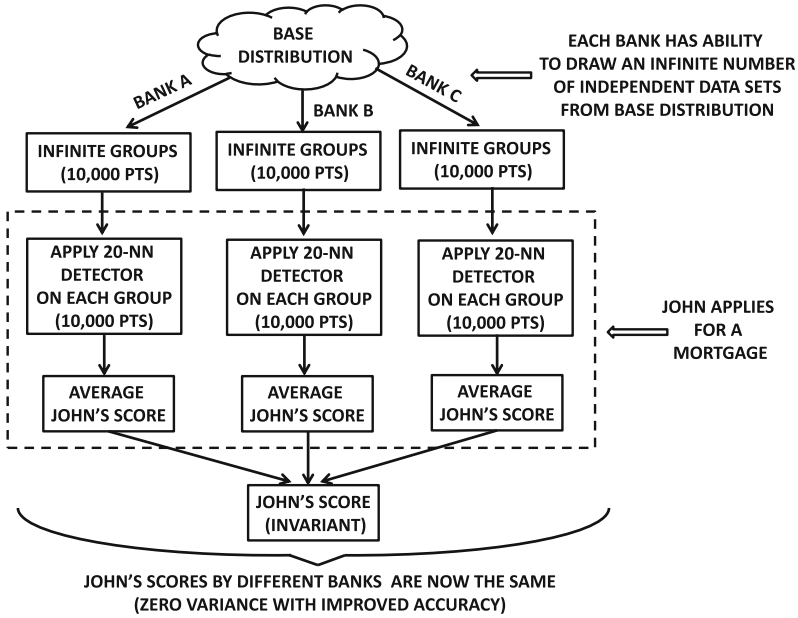 BASE
DISTRIBUTION
EACH BANK HAS ABILITY
TO DRAW AN INFINITE NUMBER
OF INDEPENDENT DATA SETS
FROM BASE DISTRIBUTION
BANK A
BANK B
BANK C
INFINITE GROUPS
(10,000 PTS)
INFINITE GROUPS
(10,000 PTS)
INFINITE GROUPS
(10,000 PTS)
APPLY 20-NN
DETECTOR
ON EACH GROUP
(10,000 PTS)
APPLY 20-NN
DETECTOR
ON EACH GROUP
(10,000 PTS)
APPLY 20-NN
DETECTOR
ON EACH GROUP
(10,000 PTS)
JOHN APPLIES
FOR A
MORTGAGE
AVERAGE
JOHN'S SCORE
AVERAGE
JOHN'S SCORE
AVERAGE
JOHN'S SCORE
JOHN'S SCORE
(INVARIANT)
JOHN'S SCORES BY DIFFERENT BANKS ARE NOW THE SAME
(ZERO VARIANCE WITH IMPROVED ACCURACY)